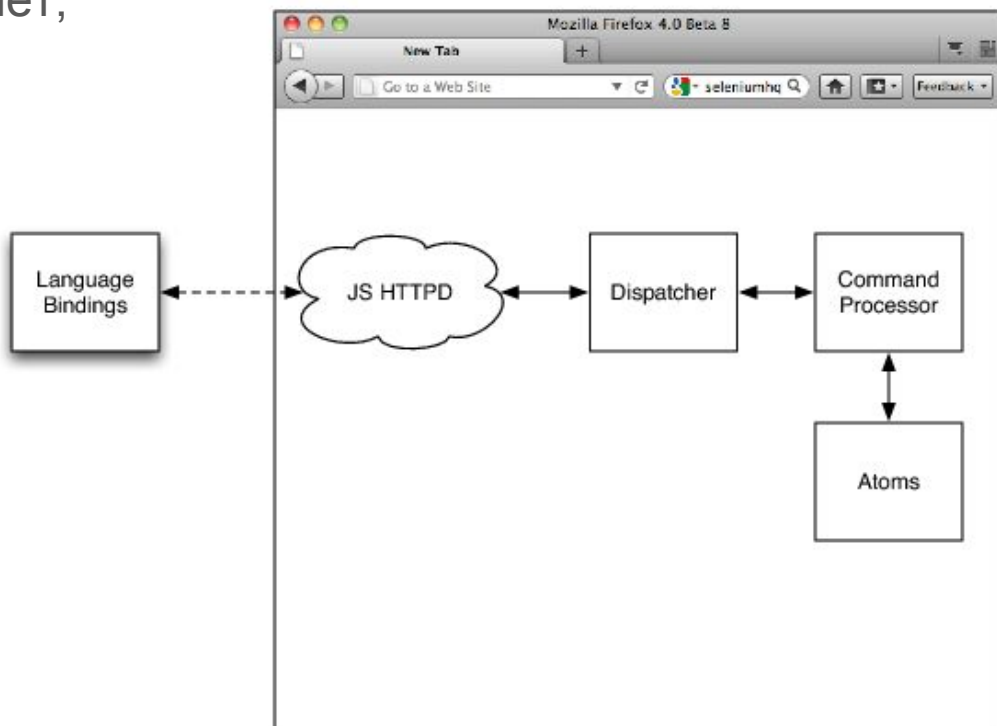 Mozilla Firefox 4.0 Beta 8
New Tab
+
Go to a Web Site
seleniumhq
Feedback
Language
Bindings
JS HTTPD
Dispatcher
Command
Processor
Atoms